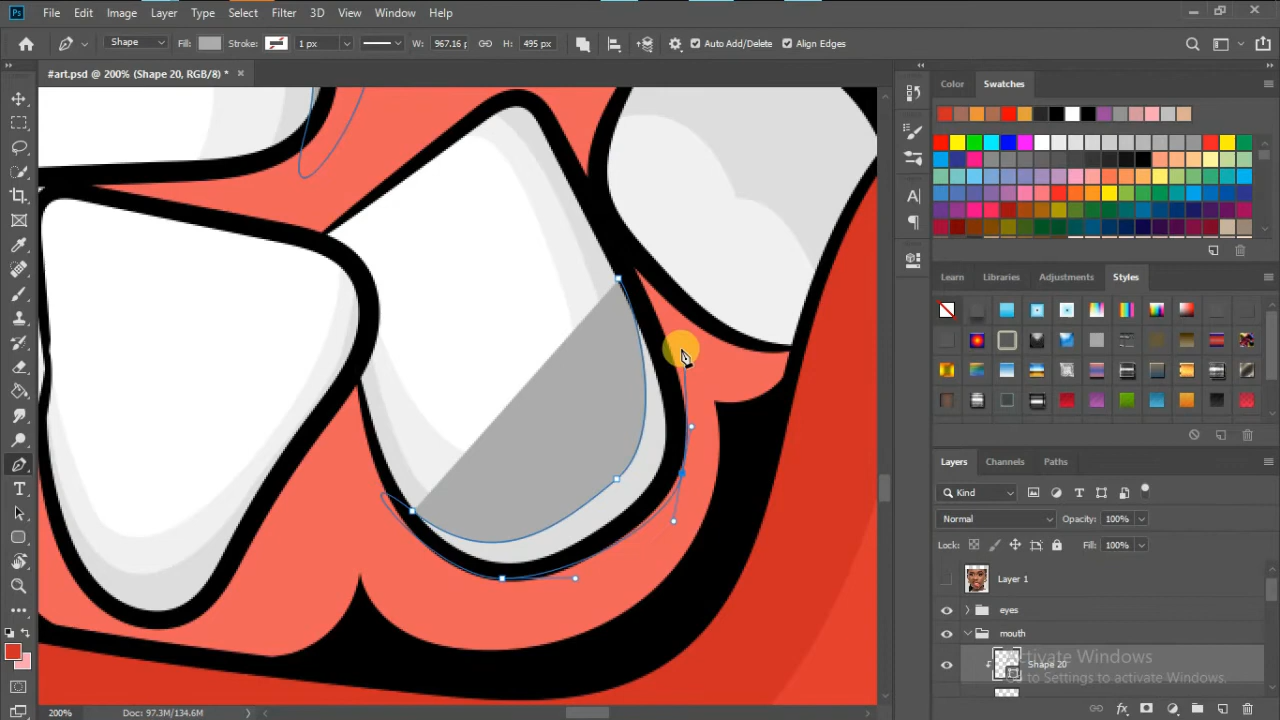 Ps File Edit Image Layer Type Select Filter 3D View Window Help
Shape Fill: Stroke: 1 px W: 967.16 p H: 495 px Auto Add/Delete Align Edges
#art.psd @ 200% (Shape 20, RGB/8) *
Color Swatches
Learn Libraries Adjustments Styles
Layers Channels Paths
Kind
Normal Opacity: 100%
Lock: Fill: 100%
Layer 1
eyes
mouth
Activate Windows
Shape 20
Go to Settings to activate Windows.
200% Doc: 97.3M/134.6M